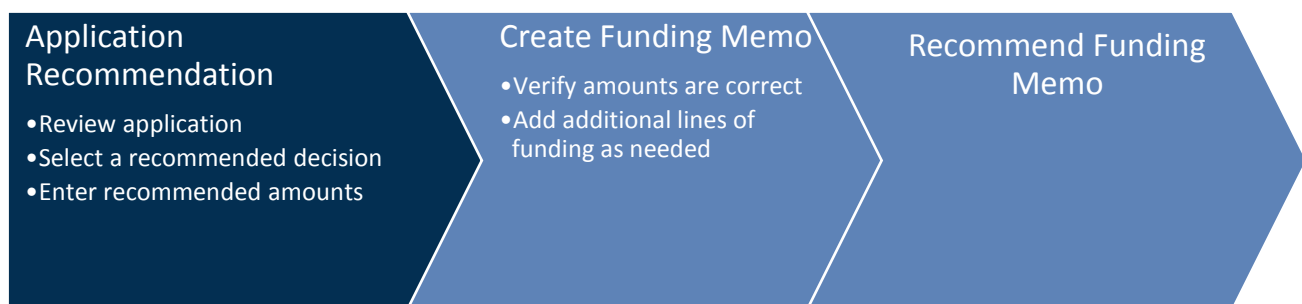 Application
Recommendation
•Review application
•Select a recommended decision
•Enter recommended amounts
Create Funding Memo
•Verify amounts are correct
•Add additional lines of
funding as needed
Recommend Funding
Memo